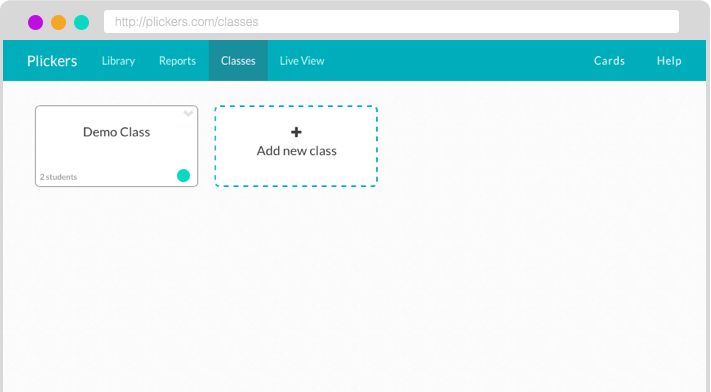 http://plickers.com/classes
Plickers Library Reports Classes Live View Cards Help
Demo Class
2 students
Add new class